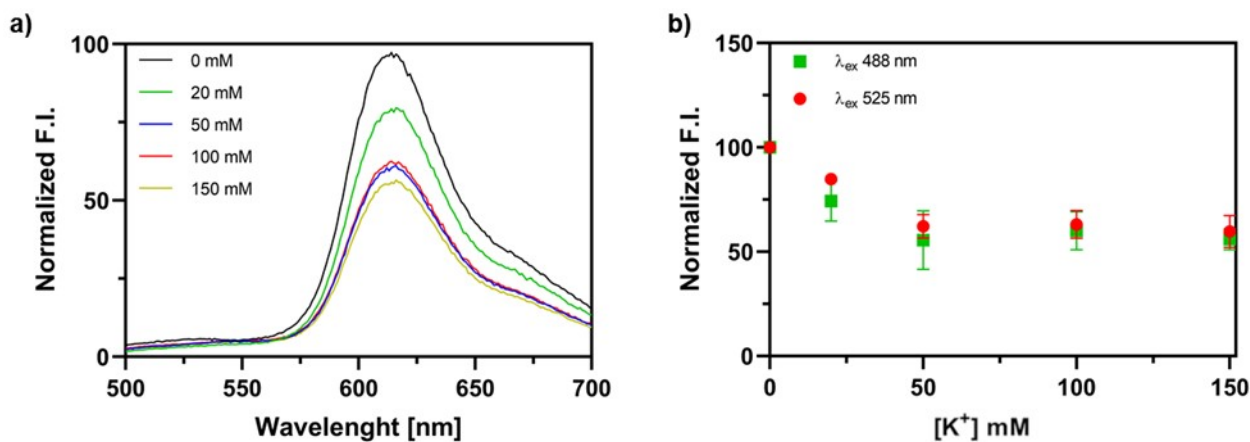 a)
Normalized F.I.
100
50
0
0 mM
20 mM
50 mM
100 mM
150 mM
500
550
600
650
700
Wavelenght [nm]
b)
Normalized F.I.
150
100
50
0
λex 488 nm
λex 525 nm
0
50
100
150
[K⁺] mM